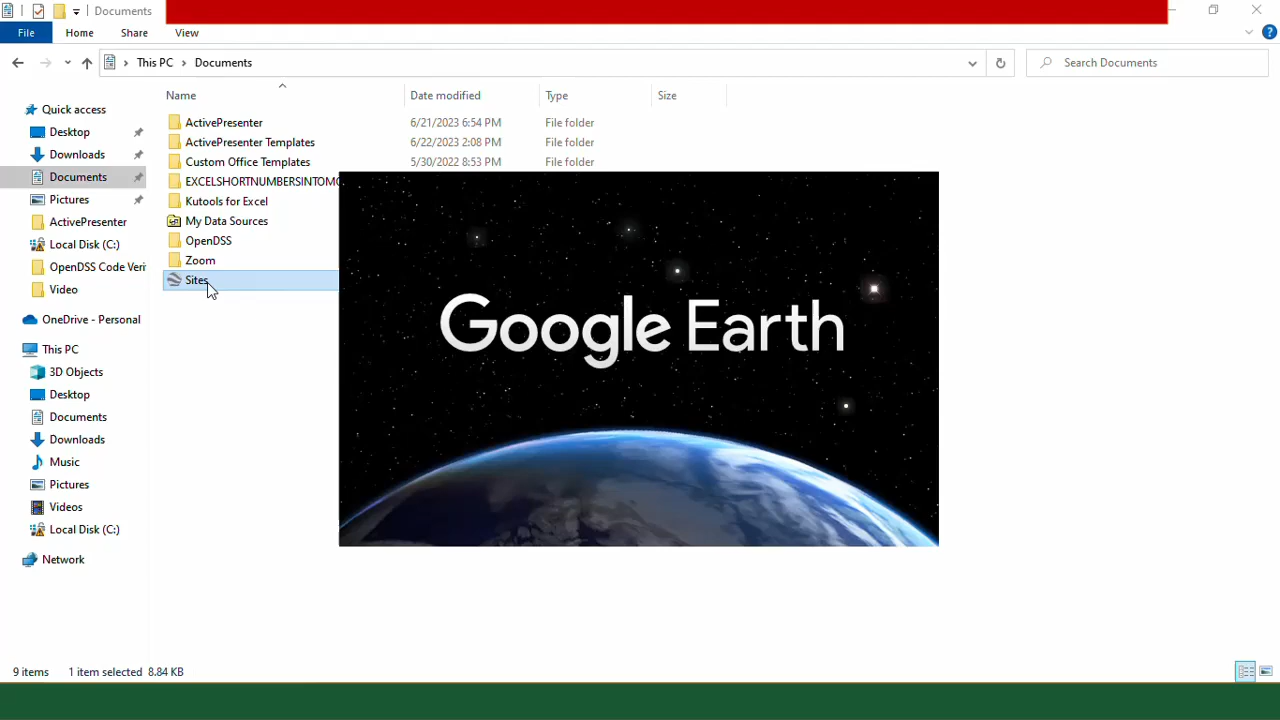 Documents
File Home Share View
This PC Documents Search Documents
Name Date modified Type Size
Quick access
Desktop
Downloads
Documents
Pictures
ActivePresenter
Local Disk (C:)
OpenDSS Code Veri
Video
OneDrive - Personal
This PC
3D Objects
Desktop
Documents
Downloads
Music
Pictures
Videos
Local Disk (C:)
Network
ActivePresenter 6/21/2023 6:54 PM File folder
ActivePresenter Templates 6/22/2023 2:08 PM File folder
Custom Office Templates 5/30/2022 8:53 PM File folder
EXCELSHORTNUMBERSINTOMO
Kutools for Excel
My Data Sources
OpenDSS
Zoom
Sites
Google Earth
9 items 1 item selected 8.84 KB